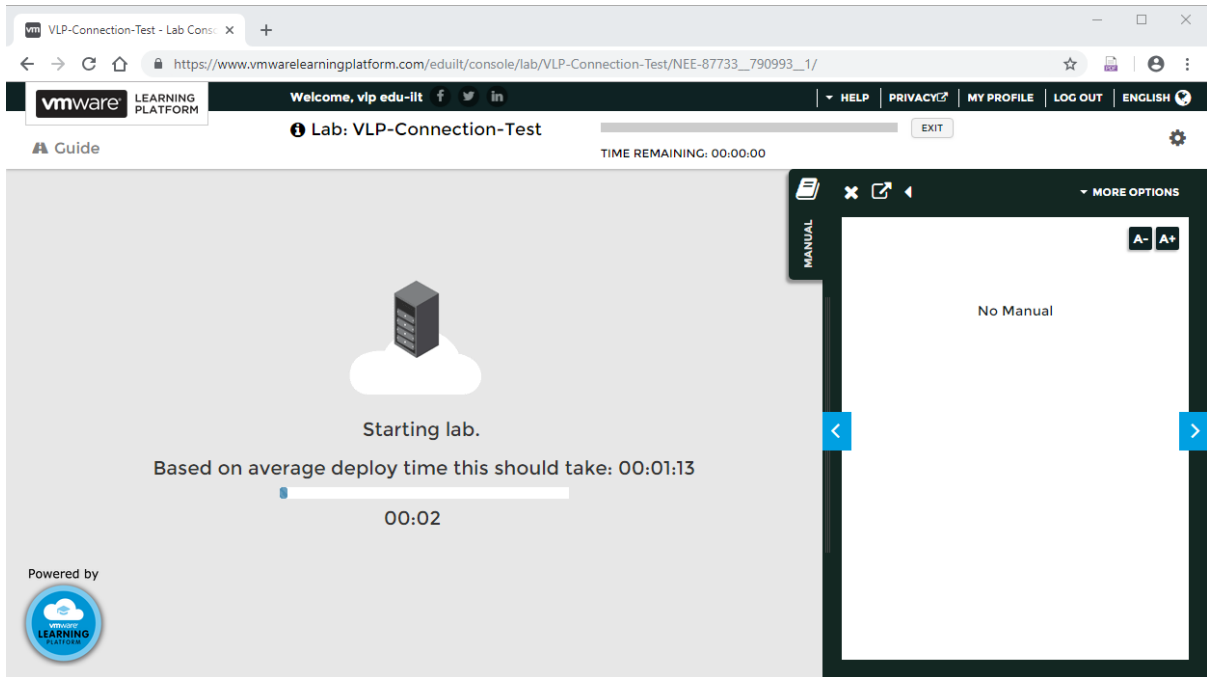 VLP-Connection-Test - Lab Conso
https://www.vmwarelearningplatform.com/eduilt/console/lab/VLP-Connection-Test/NEE-87733__790993__1/
vmware LEARNING PLATFORM
Welcome, vlp edu-ilt
HELP PRIVACY MY PROFILE LOG OUT ENGLISH
Guide
Lab: VLP-Connection-Test
EXIT
TIME REMAINING: 00:00:00
MANUAL
MORE OPTIONS
A- A+
No Manual
Starting lab.
Based on average deploy time this should take: 00:01:13
00:02
Powered by
vmware
LEARNING
PLATFORM